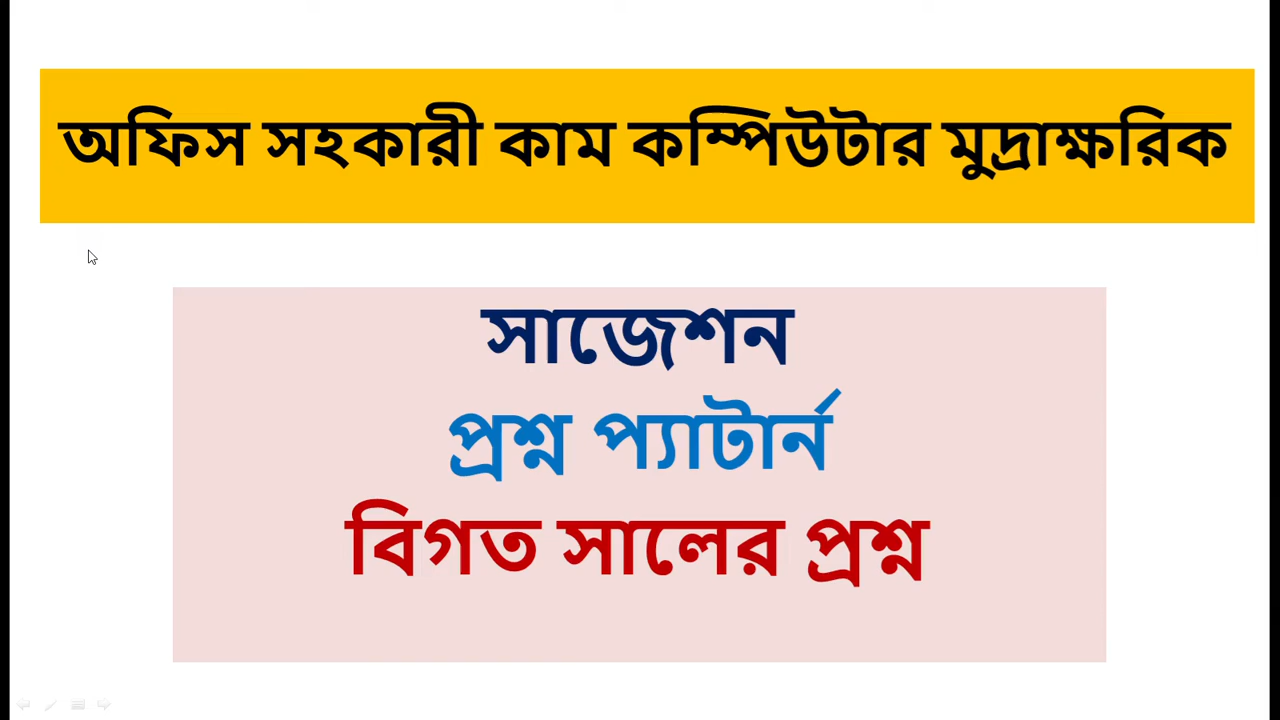 অফিস সহকারী কাম কম্পিউটার মুদ্রাক্ষরিক
সাজেশন
প্রশ্ন প্যাটার্ন
বিগত সালের প্রশ্ন